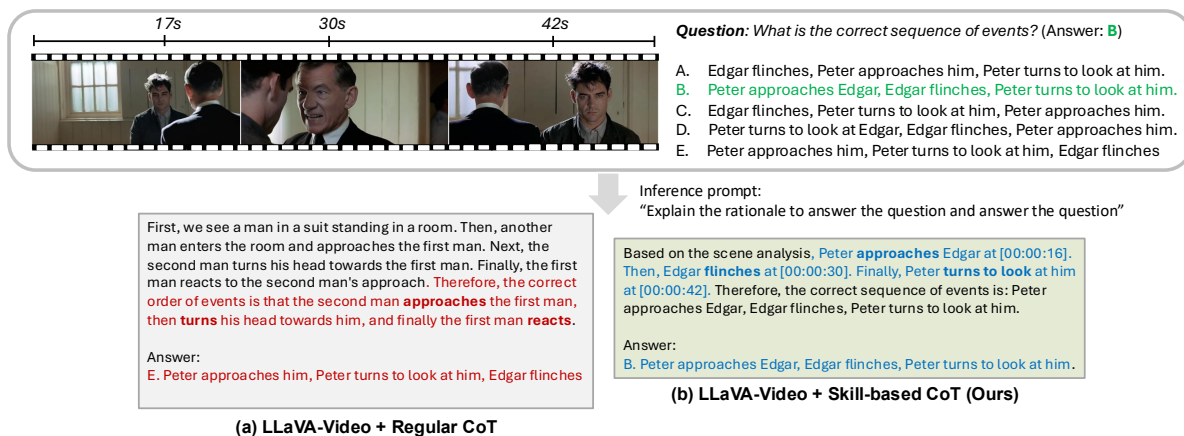 17s
30s
42s
Question: What is the correct sequence of events? (Answer: B)
A. Edgar flinches, Peter approaches him, Peter turns to look at him.
B. Peter approaches Edgar, Edgar flinches, Peter turns to look at him.
C. Edgar flinches, Peter turns to look at him, Peter approaches him.
D. Peter turns to look at Edgar, Edgar flinches, Peter approaches him.
E. Peter approaches him, Peter turns to look at him, Edgar flinches
Inference prompt:
“Explain the rationale to answer the question and answer the question”
First, we see a man in a suit standing in a room. Then, another
man enters the room and approaches the first man. Next, the
second man turns his head towards the first man. Finally, the first
man reacts to the second man's approach. Therefore, the correct
order of events is that the second man approaches the first man,
then turns his head towards him, and finally the first man reacts.
Answer:
E. Peter approaches him, Peter turns to look at him, Edgar flinches
(a) LLaVA-Video + Regular CoT
Based on the scene analysis, Peter approaches Edgar at [00:00:16].
Then, Edgar flinches at [00:00:30]. Finally, Peter turns to look at him
at [00:00:42]. Therefore, the correct sequence of events is: Peter
approaches Edgar, Edgar flinches, Peter turns to look at him.
Answer:
B. Peter approaches Edgar, Edgar flinches, Peter turns to look at him.
(b) LLaVA-Video + Skill-based CoT (Ours)